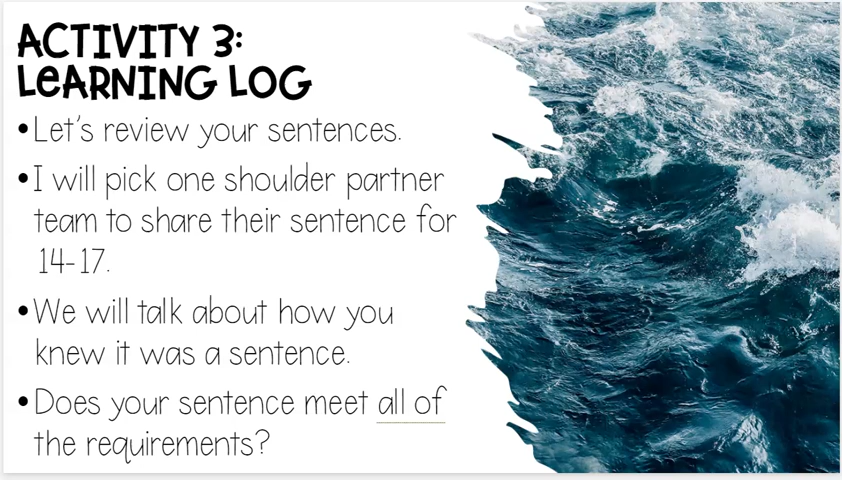 ACTIVITY 3:
LEARNING LOG
•Let's review your sentences.
•I will pick one shoulder partner
team to share their sentence for
14-17.
•We will talk about how you
knew it was a sentence.
•Does your sentence meet all of
the requirements?